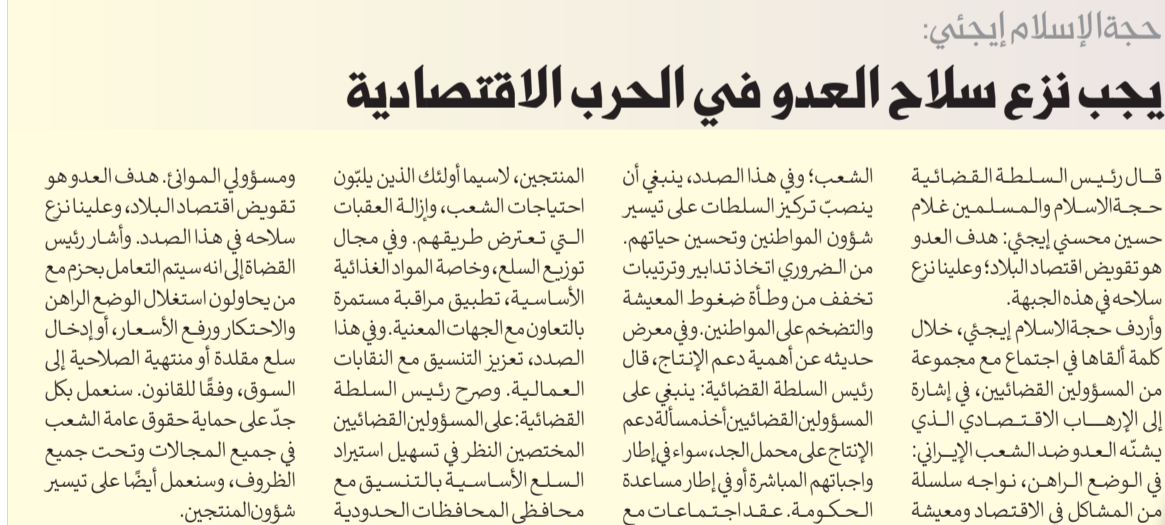 حجة الإسلام إيجئي:
يجب نزع سلاح العدو في الحرب الاقتصادية
قال رئيس السلطة القضائية
حجة الاسلام والمسلمين غلام
حسين محسني إيجئي: هدف العدو
هو تقويض اقتصاد البلاد؛ وعلينا نزع
سلاحه في هذه الجبهة.
وأردف حجة الاسلام إيجئي، خلال
كلمة ألقاها في اجتماع مع مجموعة
من المسؤولين القضائيين، في إشارة
إلى الإرهاب الاقتصادي الذي
يشنّه العدو ضد الشعب الإيراني:
في الوضع الراهن، نواجه سلسلة
من المشاكل في الاقتصاد ومعيشة
الشعب؛ وفي هذا الصدد، ينبغي أن
ينصبّ تركيز السلطات على تيسير
شؤون المواطنين وتحسين حياتهم.
من الضروري اتخاذ تدابير وترتيبات
تخفف من وطأة ضغوط المعيشة
والتضخم على المواطنين. وفي معرض
حديثه عن أهمية دعم الإنتاج، قال
رئيس السلطة القضائية: ينبغي على
المسؤولين القضائيين أخذ مسألة دعم
الإنتاج على محمل الجد، سواء في إطار
واجباتهم المباشرة أو في إطار مساعدة
الحكومة. عقد اجتماعات مع
المنتجين، لاسيما أولئك الذين يلبّون
احتياجات الشعب، وإزالة العقبات
التي تعترض طريقهم. وفي مجال
توزيع السلع، وخاصة المواد الغذائية
الأساسية، تطبيق مراقبة مستمرة
بالتعاون مع الجهات المعنية. وفي هذا
الصدد، تعزيز التنسيق مع النقابات
العمالية. وصرح رئيس السلطة
القضائية: على المسؤولين القضائيين
المختصين النظر في تسهيل استيراد
السلع الأساسية بالتنسيق مع
محافظي المحافظات الحدودية
ومسؤولي الموانئ. هدف العدو هو
تقويض اقتصاد البلاد، وعلينا نزع
سلاحه في هذا الصدد. وأشار رئيس
القضاة إلى انه سيتم التعامل بحزم مع
من يحاولون استغلال الوضع الراهن
والاحتكار ورفع الأسعار، أو إدخال
سلع مقلدة أو منتهية الصلاحية إلى
السوق، وفقًا للقانون. سنعمل بكل
جدّ على حماية حقوق عامة الشعب
في جميع المجالات وتحت جميع
الظروف، وسنعمل أيضًا على تيسير
شؤون المنتجين.